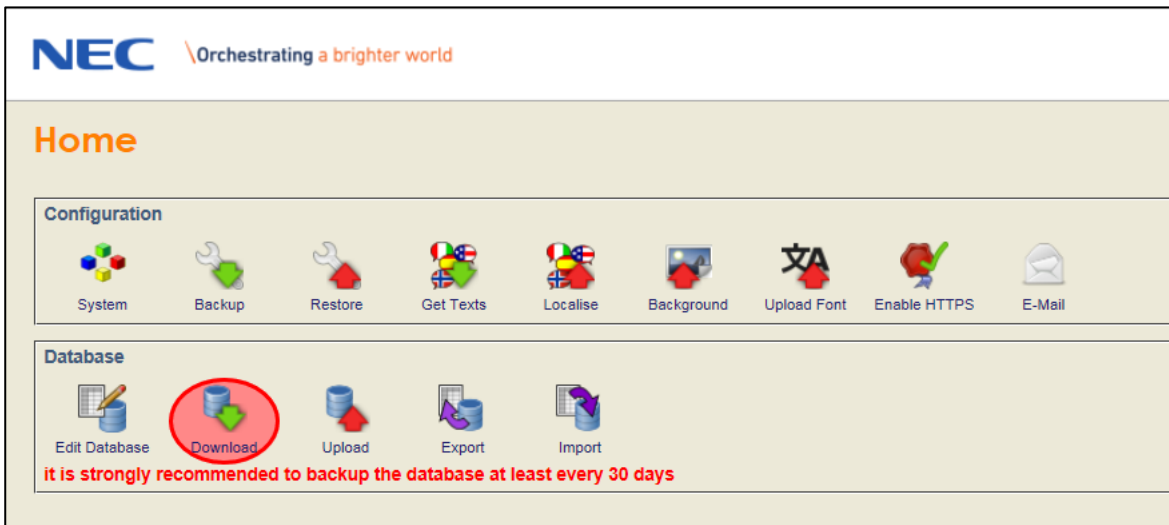 NEC \Orchestrating a brighter world
Home
Configuration
System Backup Restore Get Texts Localise Background Upload Font Enable HTTPS E-Mail
Database
Edit Database Download Upload Export Import
it is strongly recommended to backup the database at least every 30 days